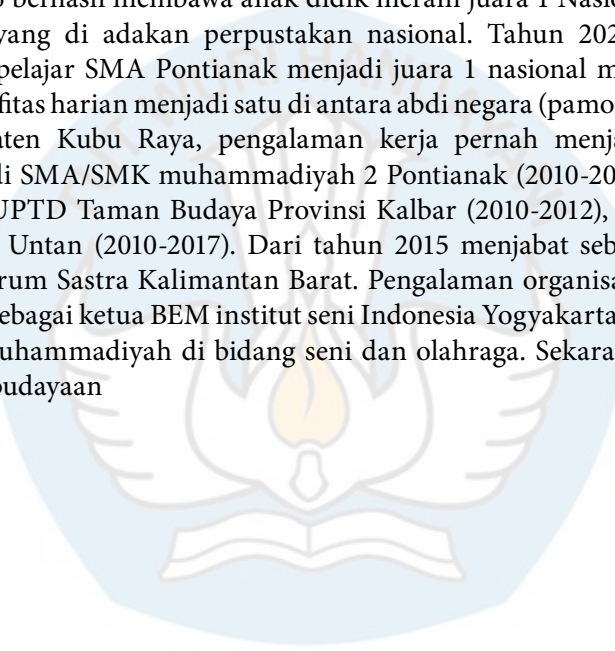 berhasil membawa anak didik meraih juara 1 Nasio
yang di adakan perpustakan nasional. Tahun 202
pelajar SMA Pontianak menjadi juara 1 nasional m
fitas harian menjadi satu di antara abdi negara (pamo
aten Kubu Raya, pengalaman kerja pernah menja
di SMA/SMK muhammadiyah 2 Pontianak (2010-20
UPTD Taman Budaya Provinsi Kalbar (2010-2012),
Untan (2010-2017). Dari tahun 2015 menjabat seb
rum Sastra Kalimantan Barat. Pengalaman organisa
ebagai ketua BEM institut seni Indonesia Yogyakarta
uhammadiyah di bidang seni dan olahraga. Sekara
budayaan
TUT WURI HANDAYANI